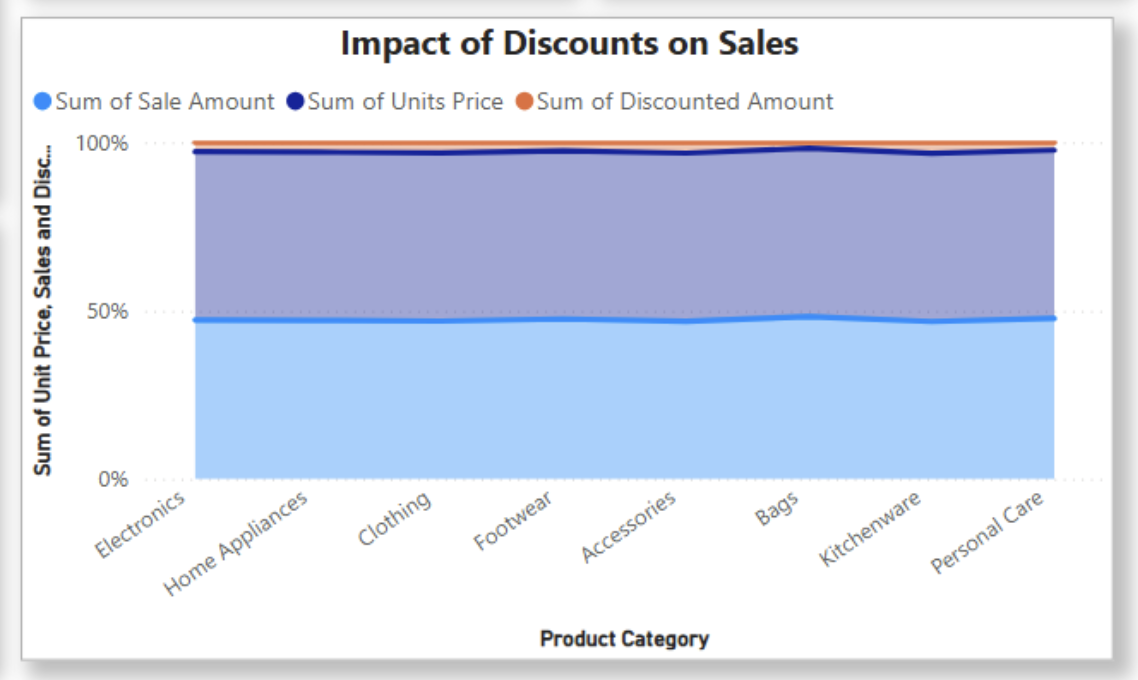 Impact of Discounts on Sales
Sum of Sale Amount Sum of Units Price Sum of Discounted Amount
Sum of Unit Price, Sales and Disc...
100%
50%
0%
Electronics
Home Appliances
Clothing
Footwear
Accessories
Bags
Kitchenware
Personal Care
Product Category